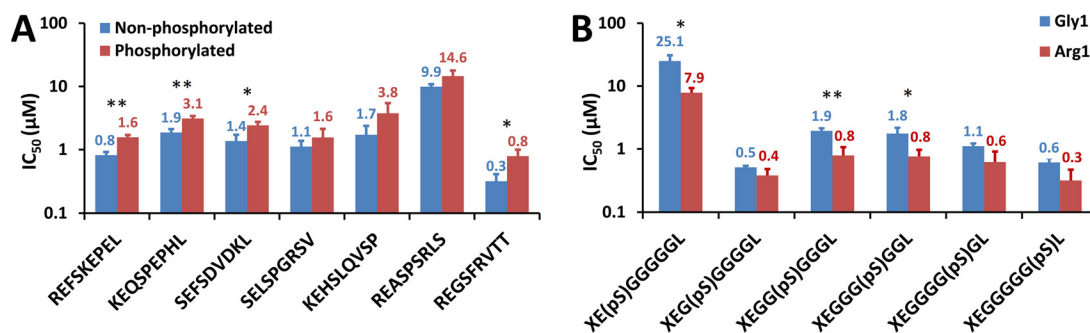 A
Non-phosphorylated
Phosphorylated
IC50 (µM)
100
10
1
0.1
0.8 1.6 **
1.9 3.1 **
1.4 2.4 *
1.1 1.6
1.7 3.8
9.9 14.6
0.3 0.8 *
REFSKEPEL
KEQSPEPHL
SEFSDVDKL
SELSPGRSV
KEHSLQVSP
REASPSRLS
REGSFRVTT
B
Gly1
Arg1
IC50 (µM)
100
10
1
0.1
25.1 7.9 *
0.5 0.4
1.9 0.8 **
1.8 0.8 *
1.1 0.6
0.6 0.3
XE(pS)GGGGL
XEG(pS)GGGL
XEGG(pS)GGL
XEGGG(pS)GL
XEGGGG(pS)GL
XEGGGGG(pS)L